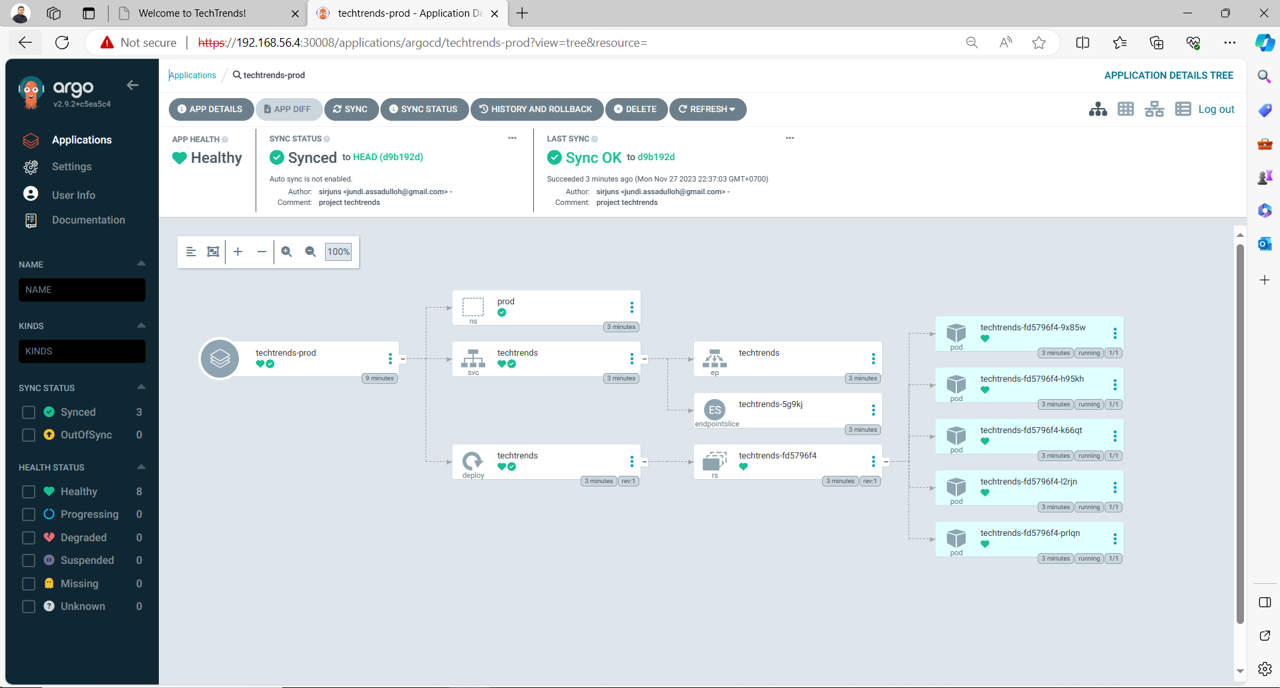 Welcome to TechTrends!
techtrends-prod - Application De
Not secure
https://192.168.56.4:30008/applications/argocd/techtrends-prod?view=tree&resource=
argo
v2.9.2+c5ea5c4
Applications
Settings
User Info
Documentation
NAME
NAME
KINDS
KINDS
SYNC STATUS
Synced 3
OutOfSync 0
HEALTH STATUS
Healthy 8
Progressing 0
Degraded 0
Suspended 0
Missing 0
Unknown 0
Applications / techtrends-prod
APPLICATION DETAILS TREE
APP DETAILS APP DIFF SYNC SYNC STATUS HISTORY AND ROLLBACK DELETE REFRESH
Log out
APP HEALTH
Healthy
SYNC STATUS
Synced to HEAD (d9b192d)
Auto sync is not enabled.
Author: sirjuns <jundi.assadulloh@gmail.com> -
Comment: project techtrends
LAST SYNC
Sync OK to d9b192d
Succeeded 3 minutes ago (Mon Nov 27 2023 22:37:03 GMT+0700)
Author: sirjuns <jundi.assadulloh@gmail.com> -
Comment: project techtrends
100%
techtrends-prod
9 minutes
prod
ns
3 minutes
techtrends
svc
3 minutes
techtrends
deploy
3 minutes rev:1
techtrends
ep
3 minutes
ES
techtrends-5g9kj
endpointslice
3 minutes
techtrends-fd5796f4
rs
3 minutes rev:1
techtrends-fd5796f4-9x85w
pod
3 minutes running 1/1
techtrends-fd5796f4-h95kh
pod
3 minutes running 1/1
techtrends-fd5796f4-k66qt
pod
3 minutes running 1/1
techtrends-fd5796f4-l2rjn
pod
3 minutes running 1/1
techtrends-fd5796f4-prlqn
pod
3 minutes running 1/1